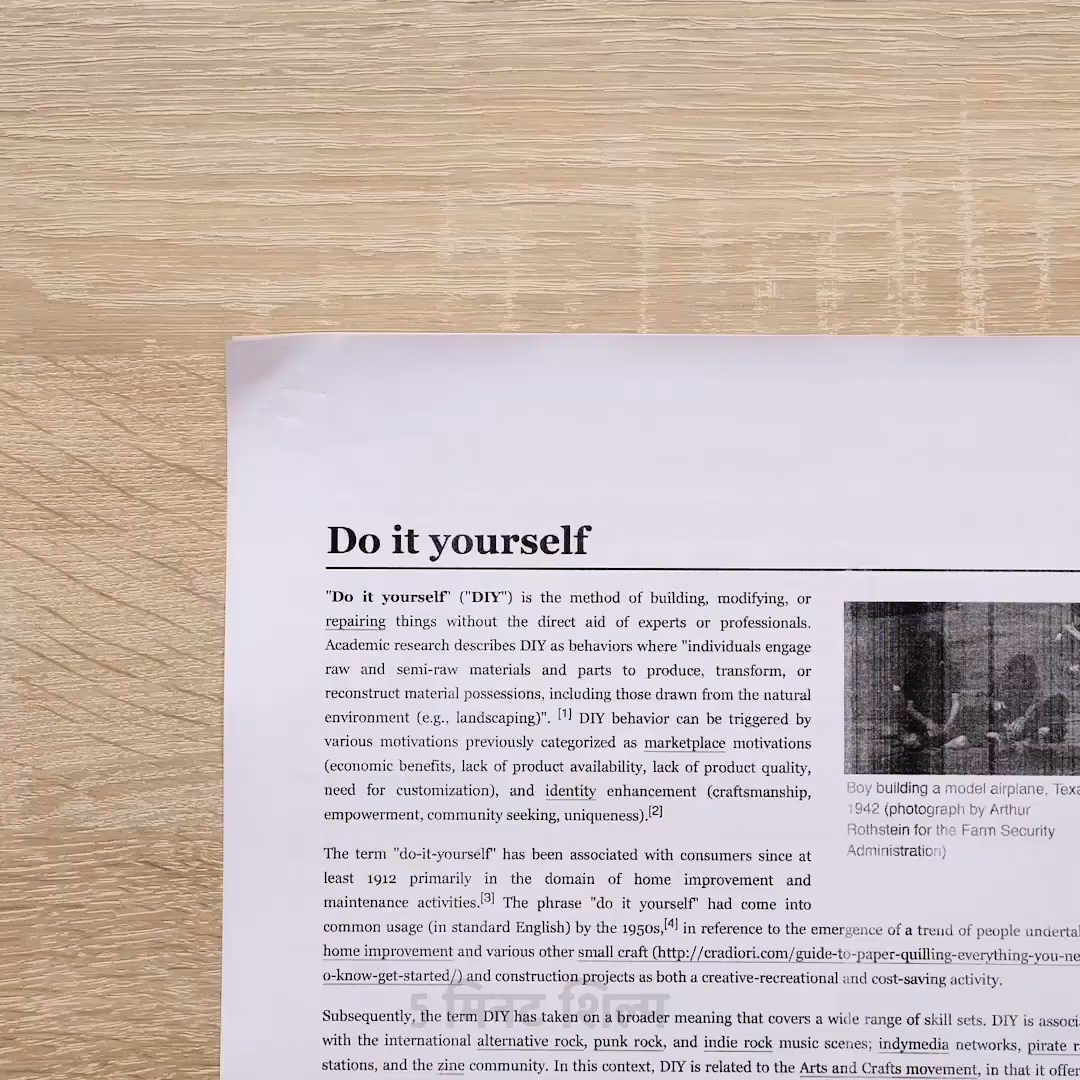 Do it yourself
"Do it yourself" ("DIY") is the method of building, modifying, or
repairing things without the direct aid of experts or professionals.
Academic research describes DIY as behaviors where "individuals engage
raw and semi-raw materials and parts to produce, transform, or
reconstruct material possessions, including those drawn from the natural
environment (e.g., landscaping)". [1] DIY behavior can be triggered by
various motivations previously categorized as marketplace motivations
(economic benefits, lack of product availability, lack of product quality,
need for customization), and identity enhancement (craftsmanship,
empowerment, community seeking, uniqueness).[2]
Boy building a model airplane,
1942 (photograph by Arthur
Rothstein for the Farm Security
Administration)
The term "do-it-yourself" has been associated with consumers since at
least 1912 primarily in the domain of home improvement and
maintenance activities.[3] The phrase "do it yourself" had come into
common usage (in standard English) by the 1950s,[4] in reference to the emergence of a trend of people
home improvement and various other small craft (http://cradiori.com/guide-to-paper-quilling-everything-you-ne
o-know-get-started/) and construction projects as both a creative-recreational and cost-saving activity.
5 मिनट शिल्प
Subsequently, the term DIY has taken on a broader meaning that covers a wide range of skill sets. DIY is
with the international alternative rock, punk rock, and indie rock music scenes; indymedia networks, pirate
stations, and the zine community. In this context, DIY is related to the Arts and Crafts movement, in that it